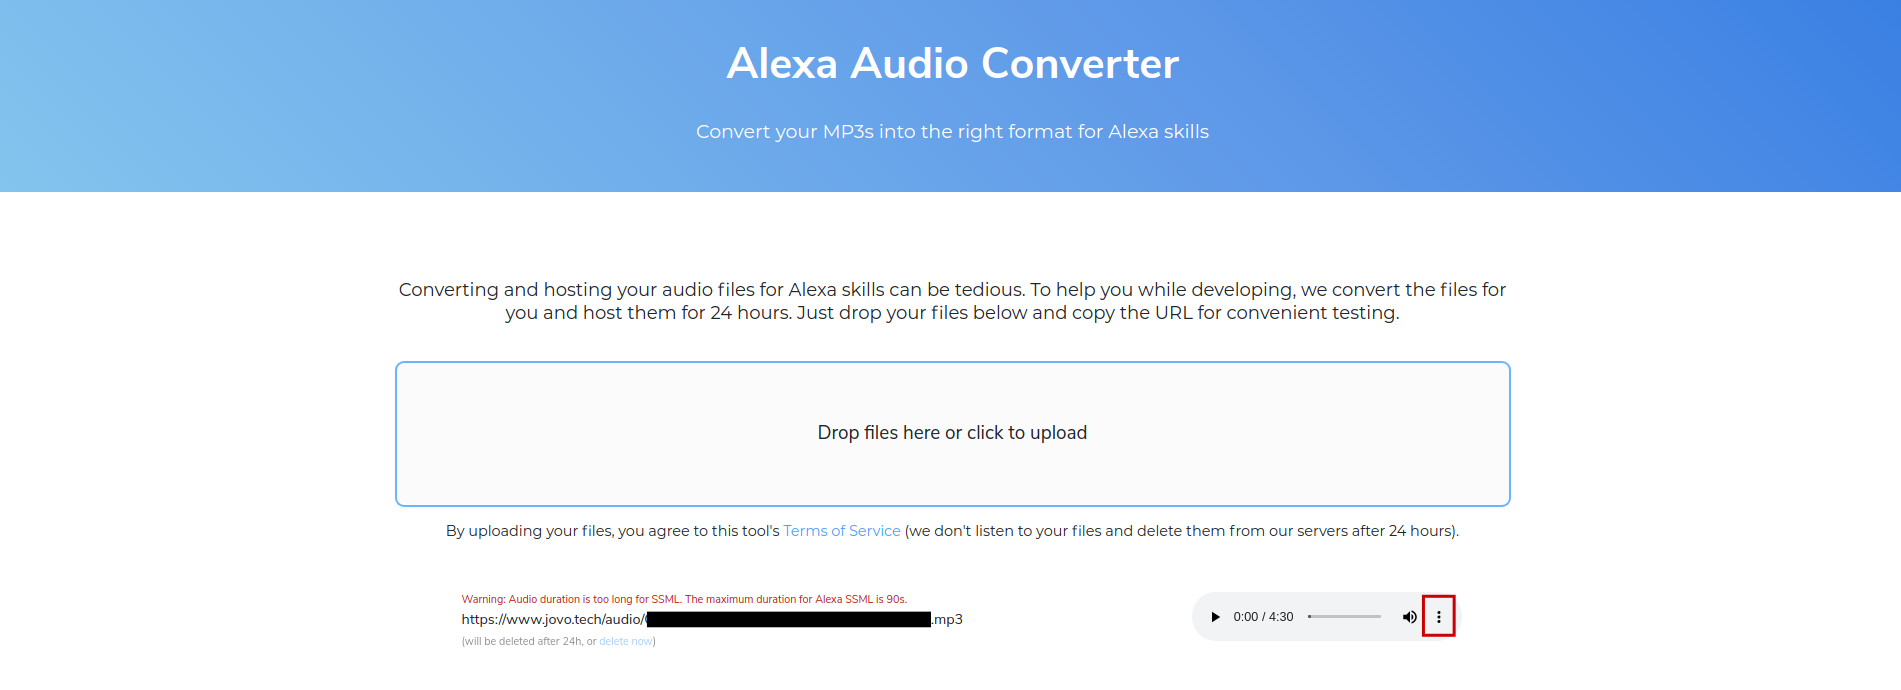 Alexa Audio Converter
Convert your MP3s into the right format for Alexa skills
Converting and hosting your audio files for Alexa skills can be tedious. To help you while developing, we convert the files for
you and host them for 24 hours. Just drop your files below and copy the URL for convenient testing.
Drop files here or click to upload
By uploading your files, you agree to this tool's Terms of Service (we don't listen to your files and delete them from our servers after 24 hours).
Warning: Audio duration is too long for SSML. The maximum duration for Alexa SSML is 90s.
https://www.jovo.tech/audio/ .mp3
0:00 / 4:30
(will be deleted after 24h, or delete now)